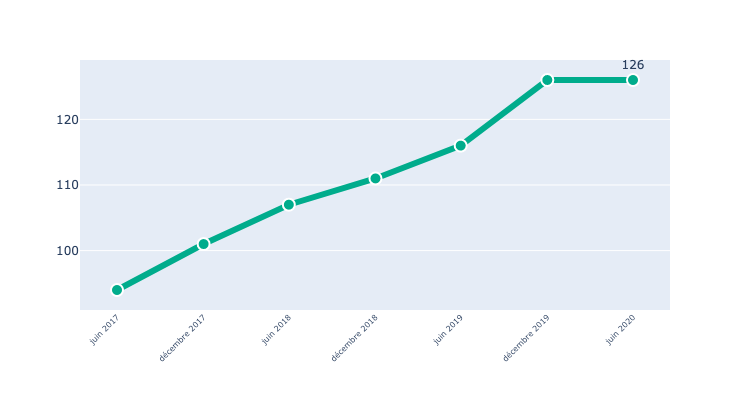 126
120
110
100
juin 2017
décembre 2017
juin 2018
décembre 2018
juin 2019
décembre 2019
juin 2020